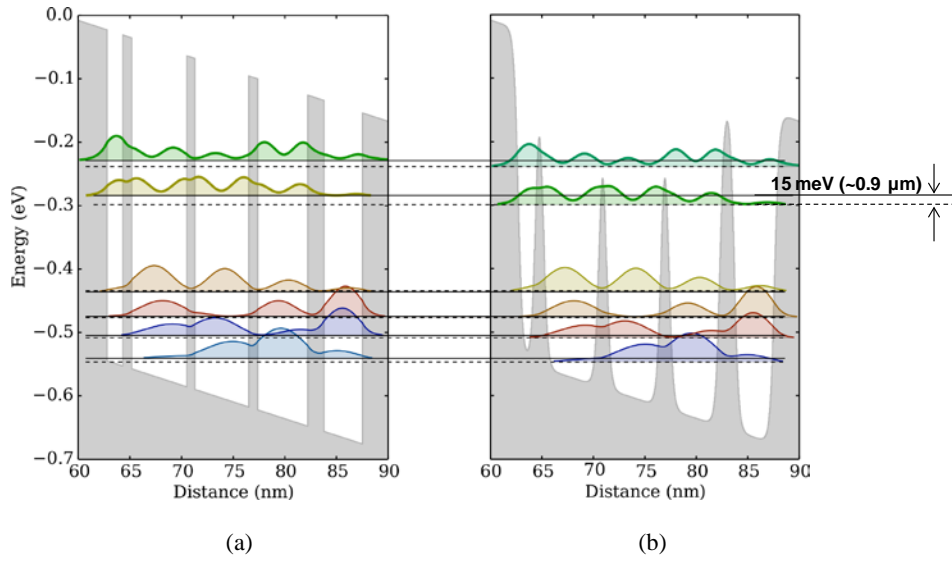 0.0
−0.1
−0.2
−0.3
−0.4
−0.5
−0.6
−0.7
Energy (eV)
60 65 70 75 80 85 90
Distance (nm)
60 65 70 75 80 85 90
Distance (nm)
15 meV (~0.9 µm)
(a)
(b)